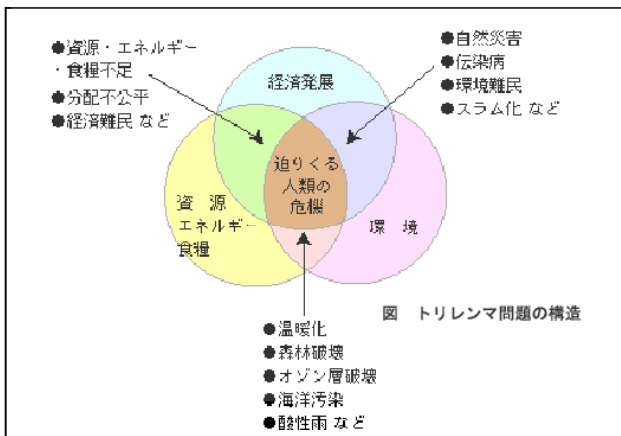 ●資源・エネルギー
・食糧不足
●分配不公平
●経済難民 など
●自然災害
●伝染病
●環境難民
●スラム化 など
経済発展
迫りくる
人類の
危機
資 源
エネルギー
食糧
環 境
図 トリレンマ問題の構造
●温暖化
●森林破壊
●オゾン層破壊
●海洋汚染
●酸性雨 など